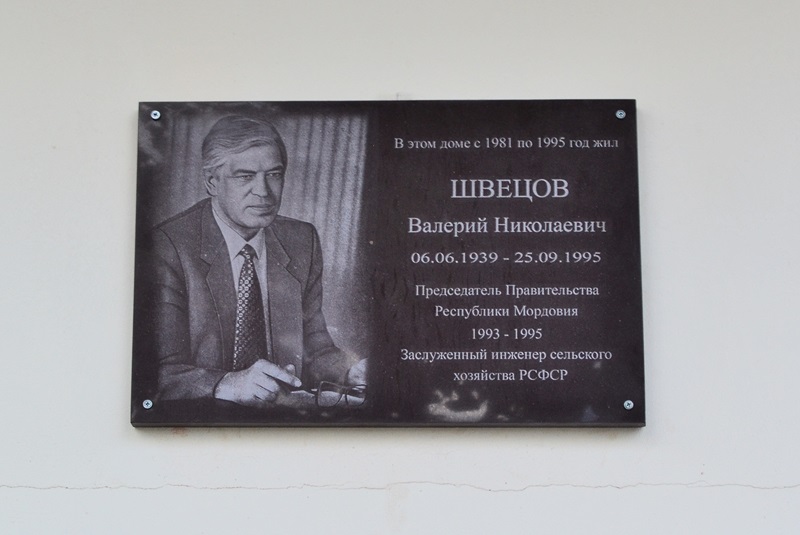 В этом доме с 1981 по 1995 год жил
ШВЕЦОВ
Валерий Николаевич
06.06.1939 - 25.09.1995
Председатель Правительства
Республики Мордовия
1993 - 1995
Заслуженный инженер сельского
хозяйства РСФСР